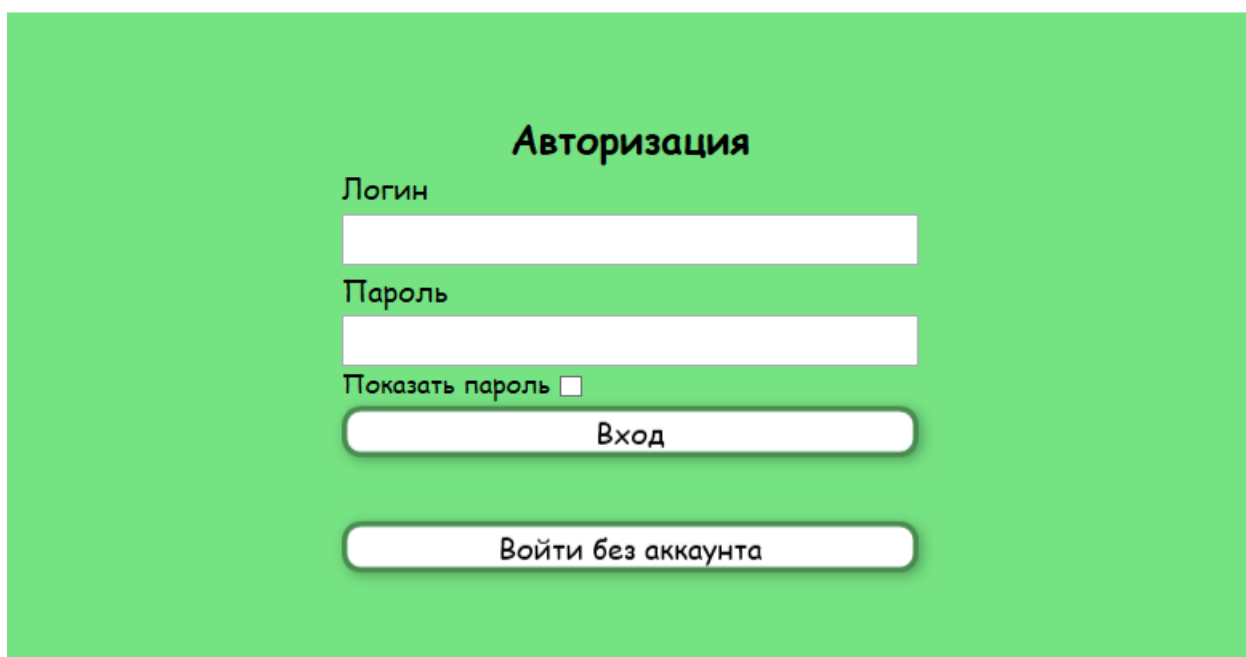 Авторизация
Логин
Пароль
Показать пароль
Вход
Войти без аккаунта